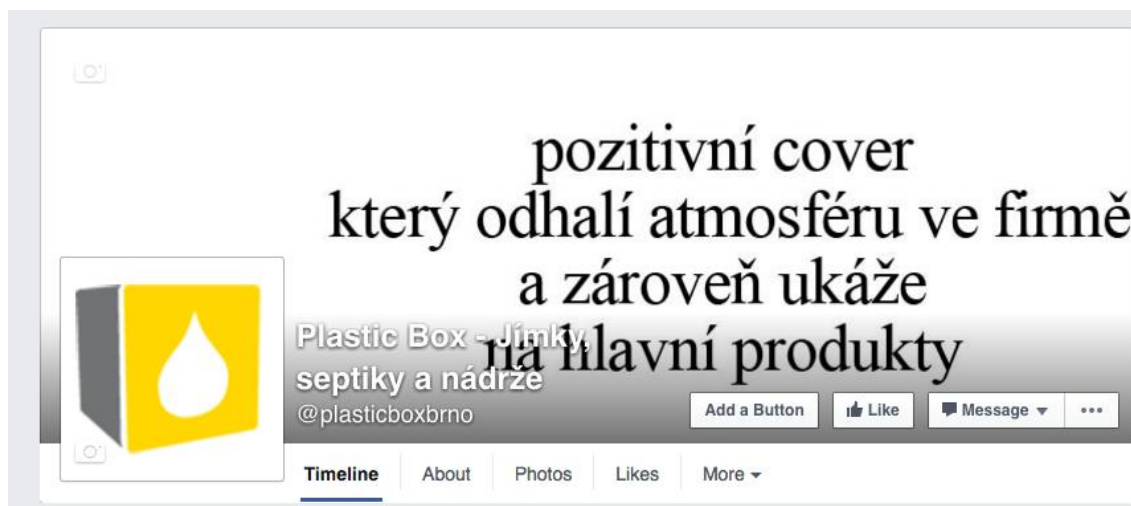 pozitivní cover
který odhalí atmosféru ve firmě
a zároveň ukáže
na hlavní produkty
Plastic Box - Jímky,
septiky a nádrže
@plasticboxbrno
Add a Button
Like
Message
Timeline
About
Photos
Likes
More